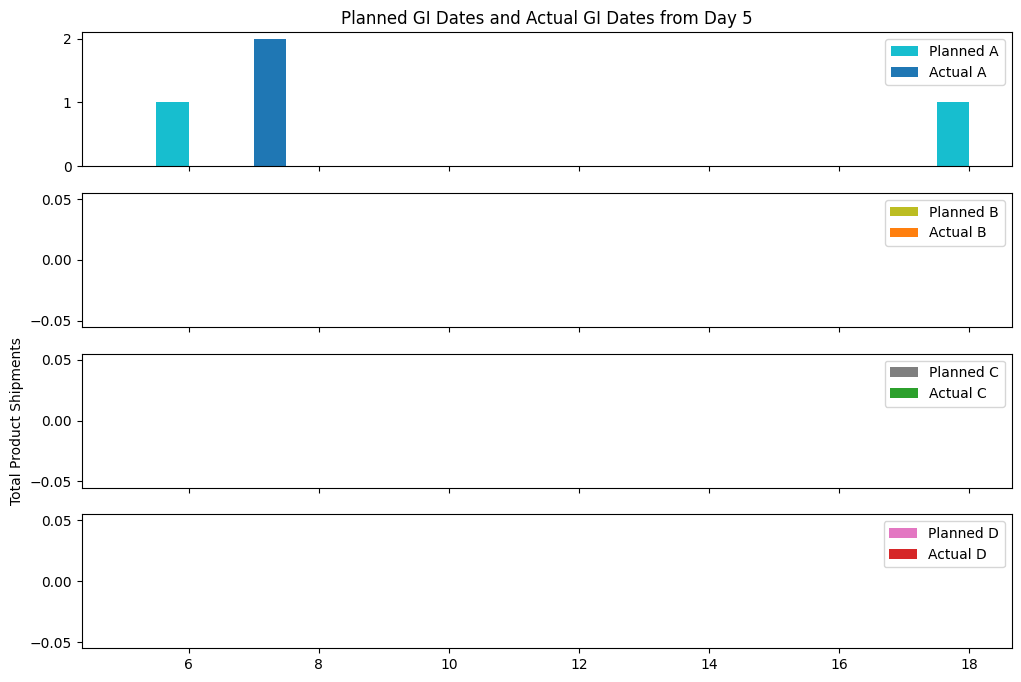 Planned GI Dates and Actual GI Dates from Day 5
2
1
0
Planned A
Actual A
0.05
0.00
−0.05
Planned B
Actual B
0.05
0.00
−0.05
Planned C
Actual C
Total Product Shipments
0.05
0.00
−0.05
Planned D
Actual D
6 8 10 12 14 16 18